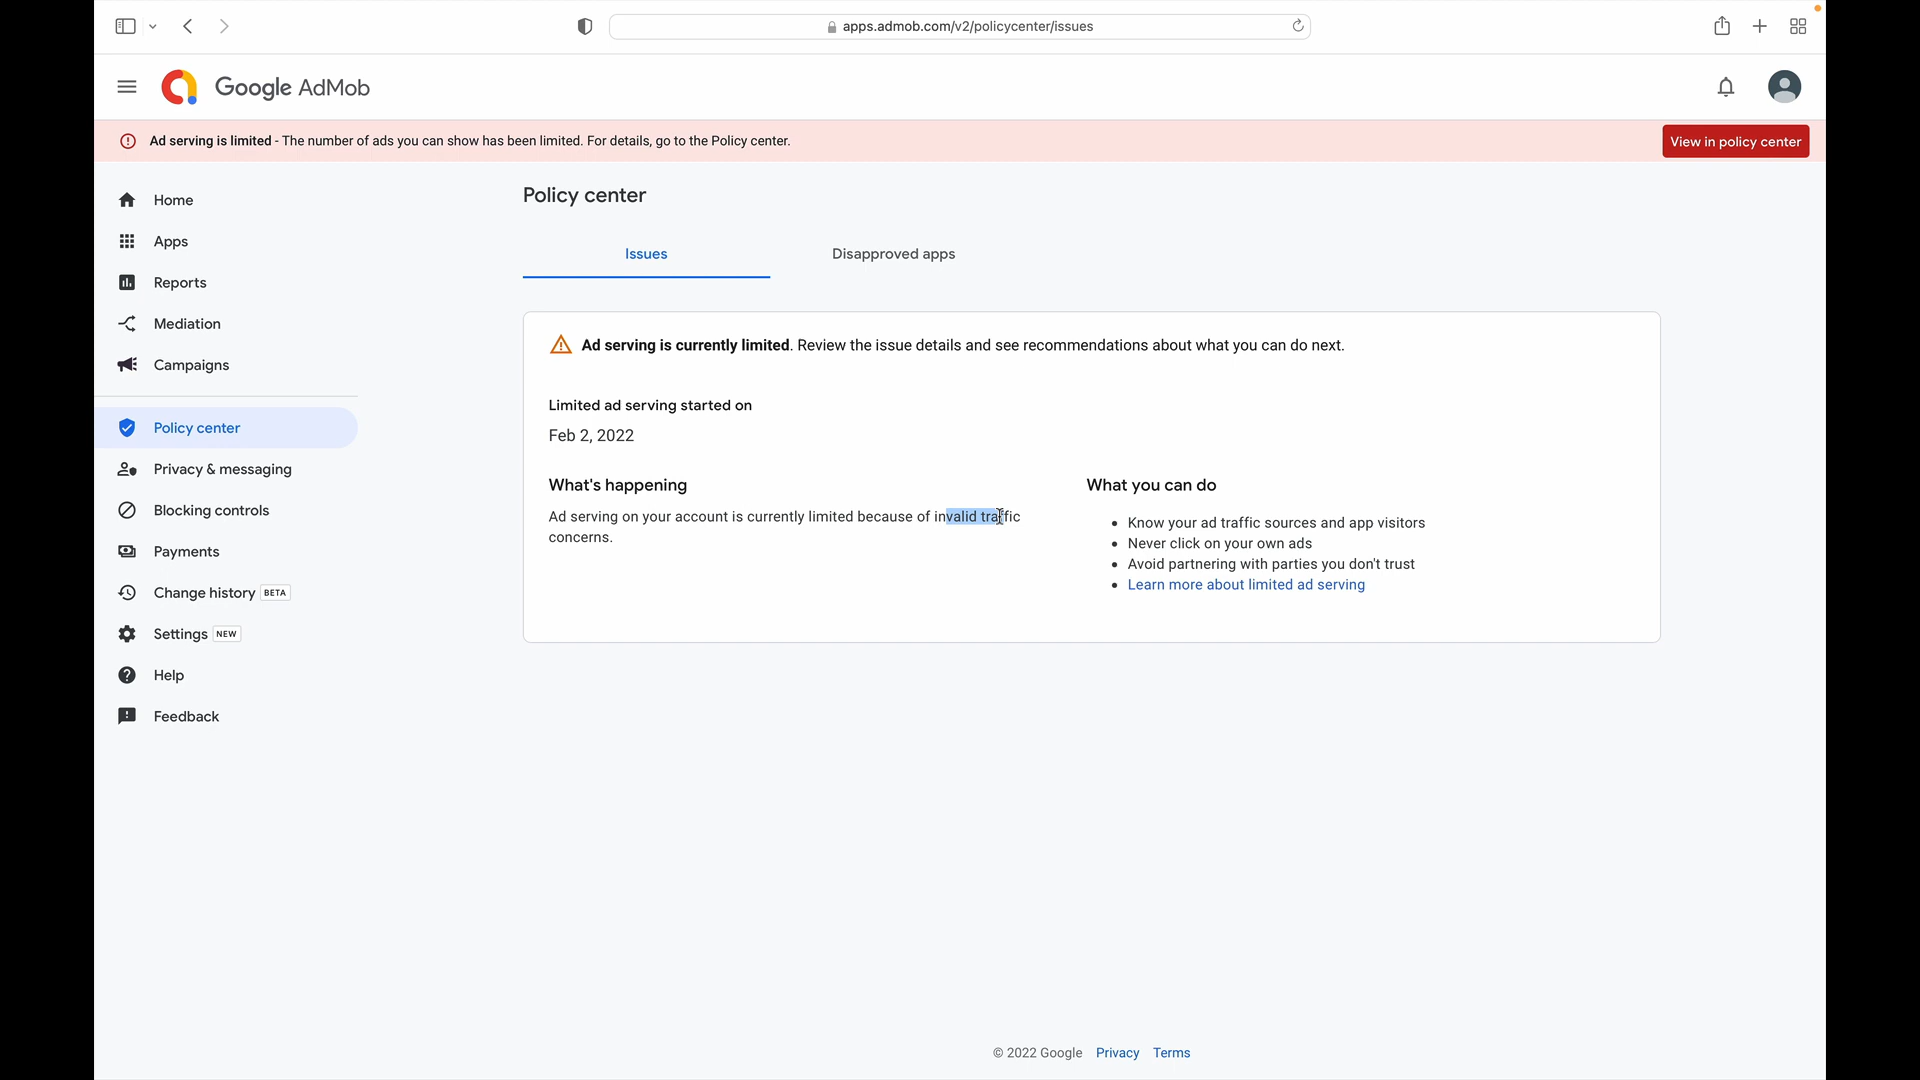 apps.admob.com/v2/policycenter/issues
Google AdMob
Ad serving is limited - The number of ads you can show has been limited. For details, go to the Policy center.
View in policy center
Home
Apps
Reports
Mediation
Campaigns
Policy center
Privacy & messaging
Blocking controls
Payments
Change history BETA
Settings NEW
Help
Feedback
Policy center
Issues
Disapproved apps
Ad serving is currently limited. Review the issue details and see recommendations about what you can do next.
Limited ad serving started on
Feb 2, 2022
What's happening
Ad serving on your account is currently limited because of invalid traffic
concerns.
What you can do
Know your ad traffic sources and app visitors
Never click on your own ads
Avoid partnering with parties you don't trust
Learn more about limited ad serving
© 2022 Google Privacy Terms